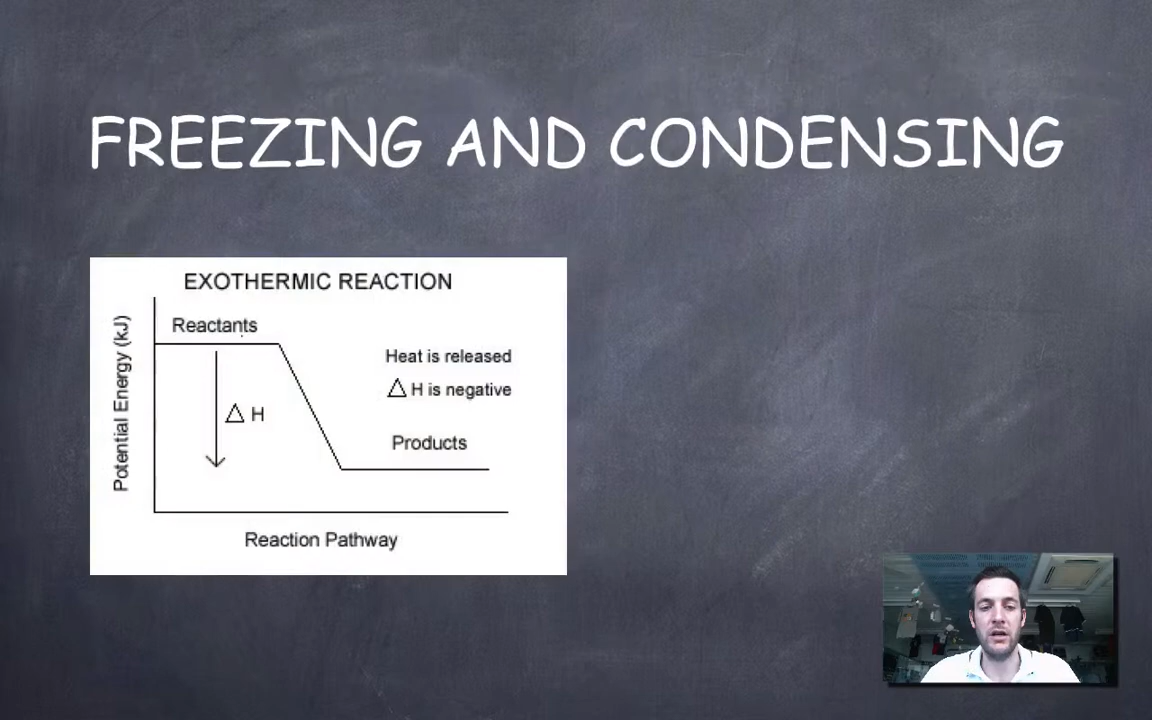 FREEZING AND CONDENSING
EXOTHERMIC REACTION
Reactants
Heat is released
△ H is negative
△ H
Products
Potential Energy (kJ)
Reaction Pathway